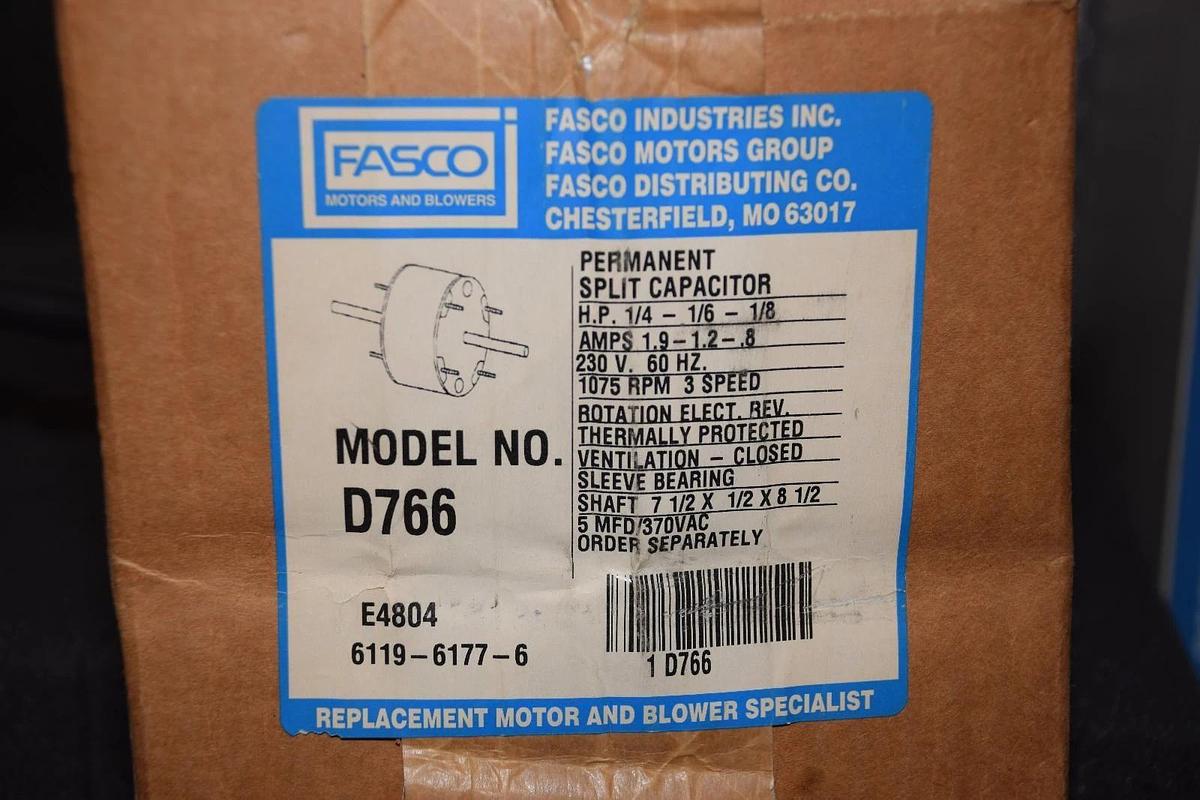 FASCO
MOTORS AND BLOWERS
FASCO INDUSTRIES INC.
FASCO MOTORS GROUP
FASCO DISTRIBUTING CO.
CHESTERFIELD, MO 63017
PERMANENT
SPLIT CAPACITOR
H.P. 1/4 - 1/6 - 1/8
AMPS 1.9-1.2-.8
230 V. 60 HZ.
1075 RPM 3 SPEED
ROTATION ELECT. REV.
THERMALLY PROTECTED
VENTILATION - CLOSED
SLEEVE BEARING
SHAFT 7 1/2 X 1/2 X 8 1/2
5 MFD/370VAC
ORDER SEPARATELY
MODEL NO.
D766
E4804
6119-6177-6
1 D766
REPLACEMENT MOTOR AND BLOWER SPECIALIST